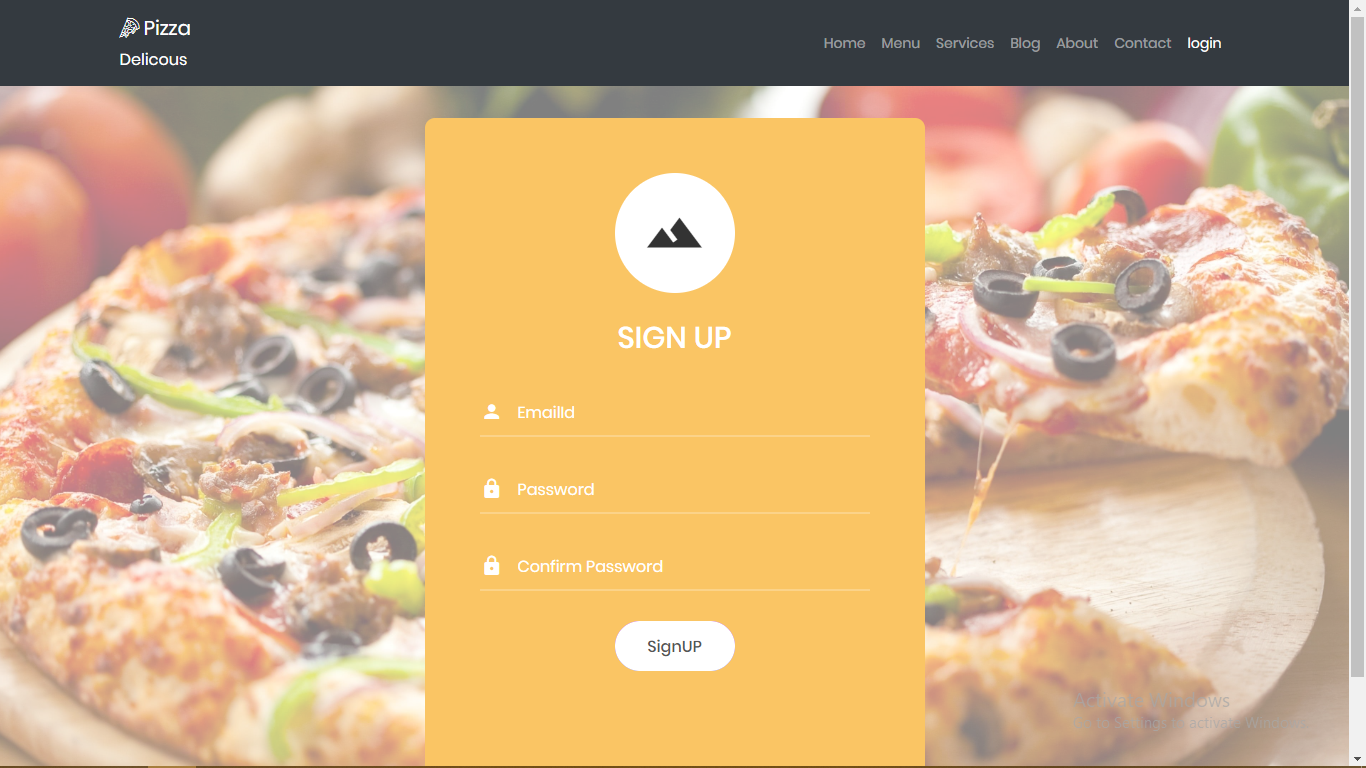 Pizza
Delicous
Home Menu Services Blog About Contact login
SIGN UP
EmailId
Password
Confirm Password
SignUP
Activate Windows
Go to Settings to activate Windows.